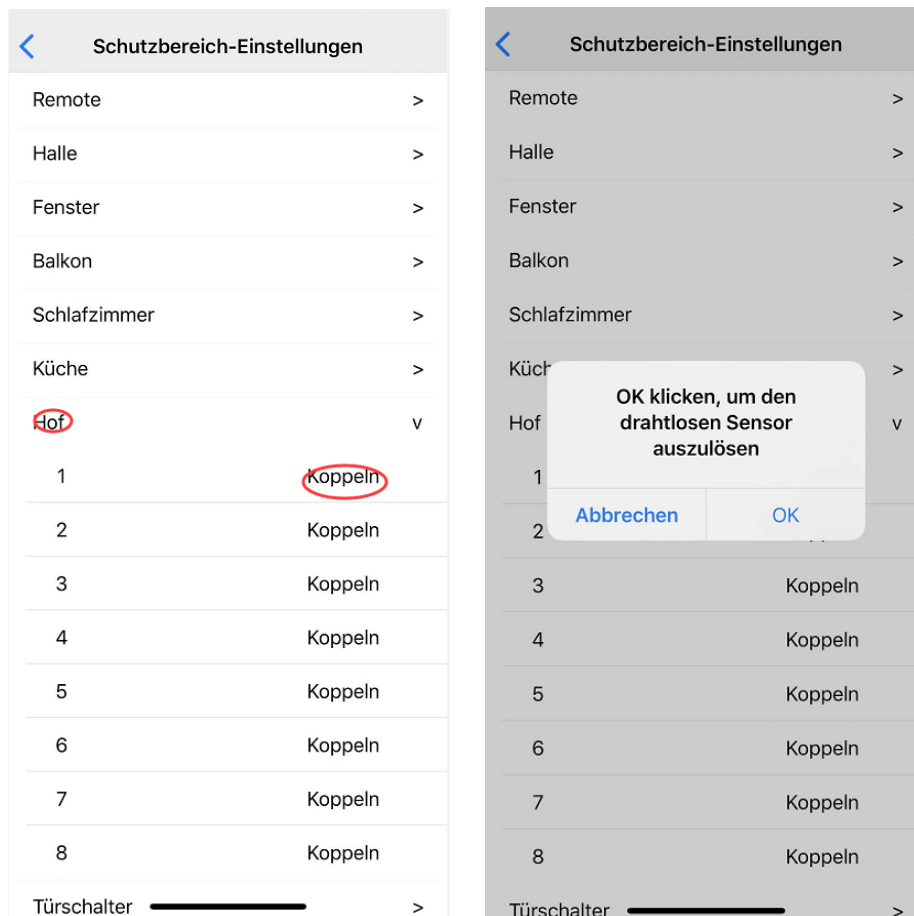 Schutzbereich-Einstellungen
Remote >
Halle >
Fenster >
Balkon >
Schlafzimmer >
Küche >
Hof v
1 Koppeln
2 Koppeln
3 Koppeln
4 Koppeln
5 Koppeln
6 Koppeln
7 Koppeln
8 Koppeln
Türschalter >
Schutzbereich-Einstellungen
Remote >
Halle >
Fenster >
Balkon >
Schlafzimmer >
>
Hof v
OK klicken, um den
drahtlosen Sensor
auszulösen
Abbrechen OK
1
2
3 Koppeln
4 Koppeln
5 Koppeln
6 Koppeln
7 Koppeln
8 Koppeln
Türschalter >